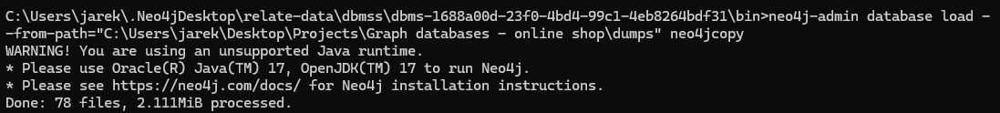 C:\Users\jarek\.Neo4jDesktop\relate-data\dbmss\dbms-1688a00d-23f0-4bd4-99c1-4eb8264bdf31\bin>neo4j-admin database load -
-from-path="C:\Users\jarek\Desktop\Projects\Graph databases - online shop\dumps" neo4jcopy
WARNING! You are using an unsupported Java runtime.
* Please use Oracle(R) Java(TM) 17, OpenJDK(TM) 17 to run Neo4j.
* Please see https://neo4j.com/docs/ for Neo4j installation instructions.
Done: 78 files, 2.111MiB processed.